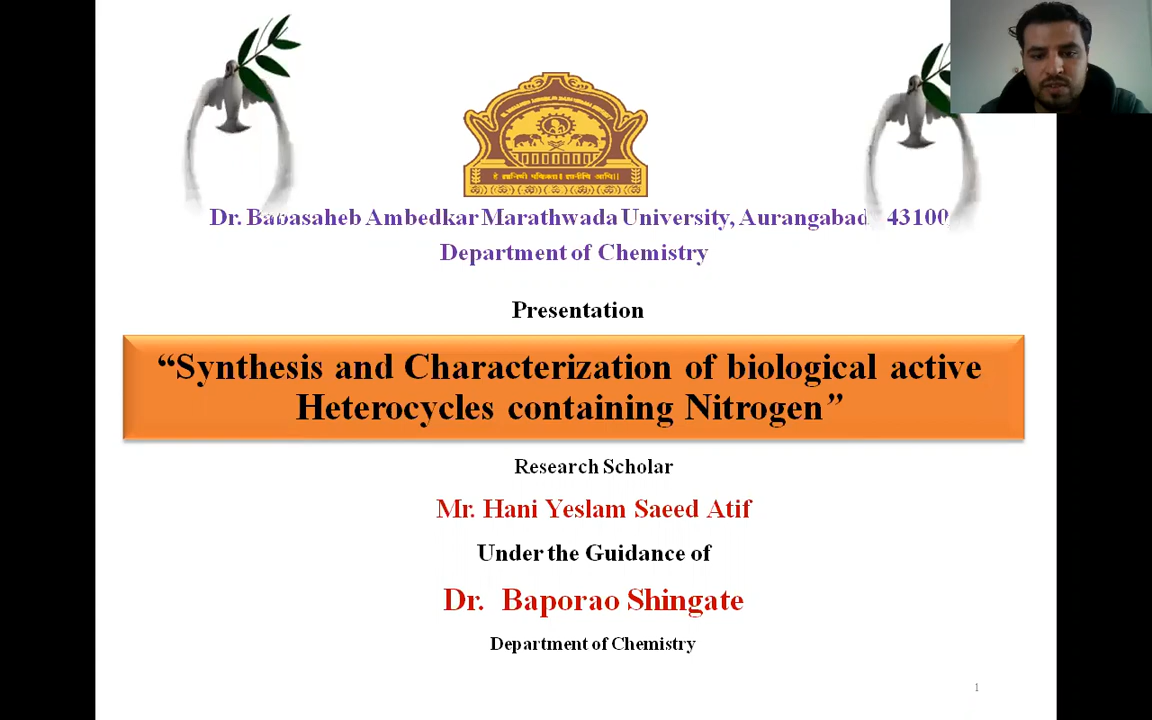 Dr. Babasaheb Ambedkar Marathwada University, Aurangabad 43100
Department of Chemistry
Presentation
“Synthesis and Characterization of biological active
Heterocycles containing Nitrogen”
Research Scholar
Mr. Hani Yeslam Saeed Atif
Under the Guidance of
Dr. Baporao Shingate
Department of Chemistry
1